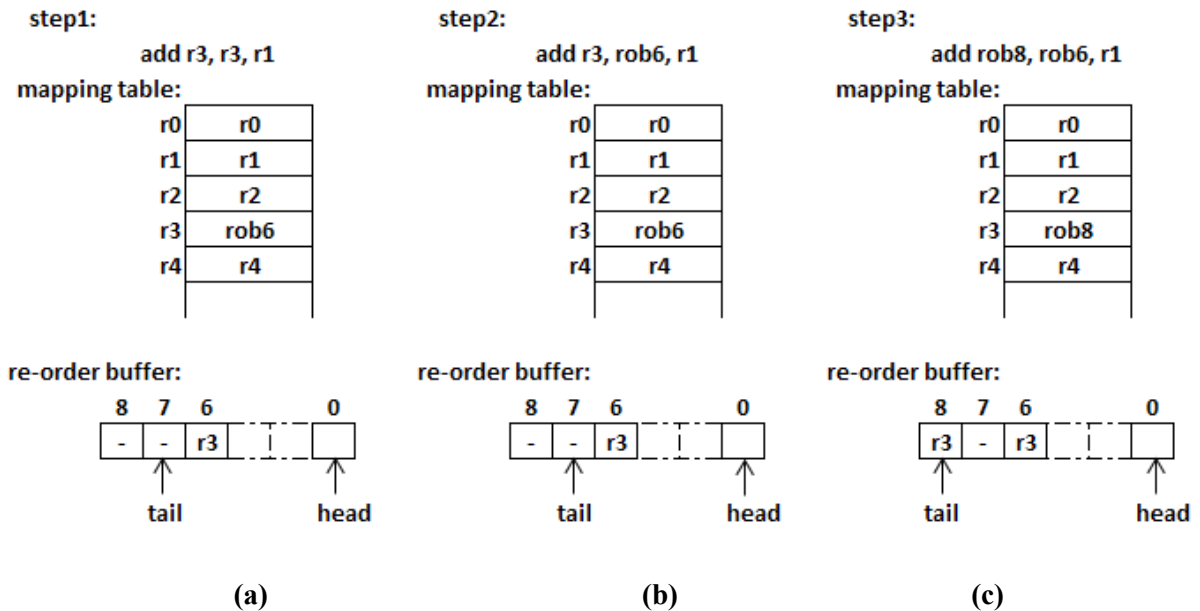 step1:
add r3, r3, r1
mapping table:
r0 r0
r1 r1
r2 r2
r3 rob6
r4 r4
re-order buffer:
8 7 6 0
- - r3
tail head
(a)
step2:
add r3, rob6, r1
mapping table:
r0 r0
r1 r1
r2 r2
r3 rob6
r4 r4
re-order buffer:
8 7 6 0
- - r3
tail head
(b)
step3:
add rob8, rob6, r1
mapping table:
r0 r0
r1 r1
r2 r2
r3 rob8
r4 r4
re-order buffer:
8 7 6 0
r3 - r3
tail head
(c)